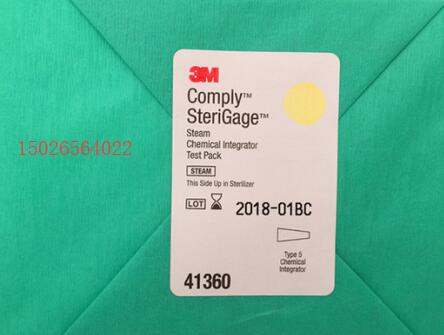 3M
Comply™
SteriGage™
Steam
Chemical Integrator
Test Pack
STEAM
This Side Up in Sterilizer
LOT 2018-01BC
Type 5
Chemical
Integrator
41360
15026564022